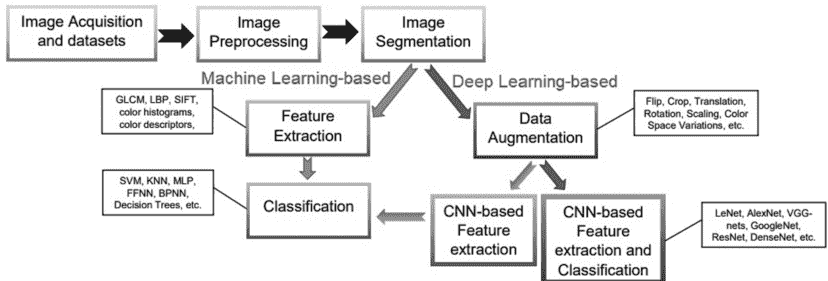 Image Acquisition
and datasets
Image
Preprocessing
Image
Segmentation
Machine Learning-based
Deep Learning-based
GLCM, LBP, SIFT,
color histograms,
color descriptors,
Feature
Extraction
Data
Augmentation
Flip, Crop, Translation,
Rotation, Scaling, Color
Space Variations, etc.
SVM, KNN, MLP,
FFNN, BPNN,
Decision Trees, etc.
Classification
CNN-based
Feature
extraction
CNN-based
Feature
extraction and
Classification
LeNet, AlexNet, VGG-
nets, GoogleNet,
ResNet, DenseNet, etc.